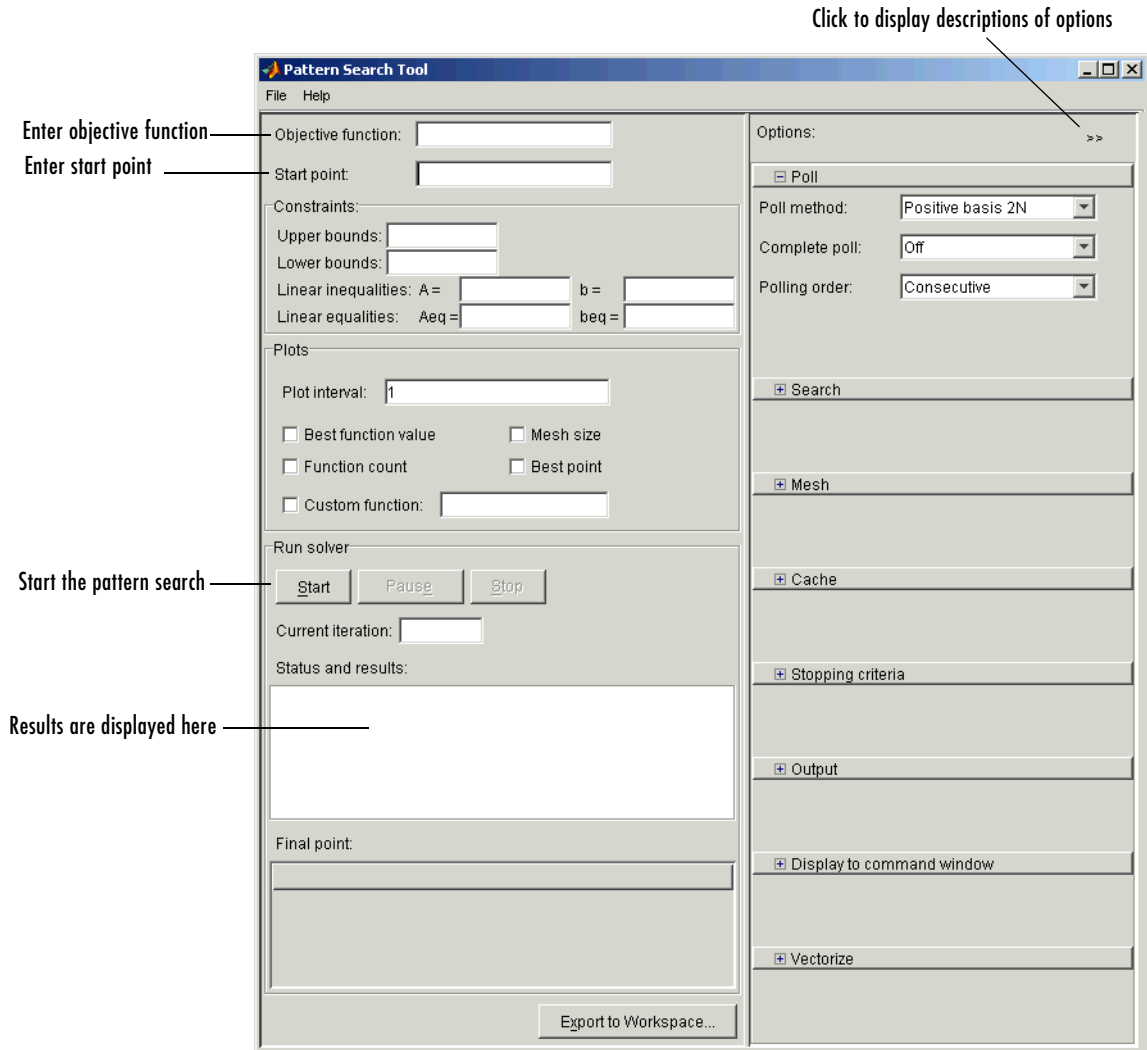 Click to display descriptions of options
Pattern Search Tool
File Help
Enter objective function
Objective function:
Enter start point
Start point:
Constraints:
Upper bounds:
Lower bounds:
Linear inequalities: A = b =
Linear equalities: Aeq = beq =
Plots
Plot interval: 1
Best function value Mesh size
Function count Best point
Custom function:
Run solver
Start the pattern search
Start Pause Stop
Current iteration:
Status and results:
Results are displayed here
Final point:
Export to Workspace...
Options: >>
Poll
Poll method: Positive basis 2N
Complete poll: Off
Polling order: Consecutive
Search
Mesh
Cache
Stopping criteria
Output
Display to command window
Vectorize